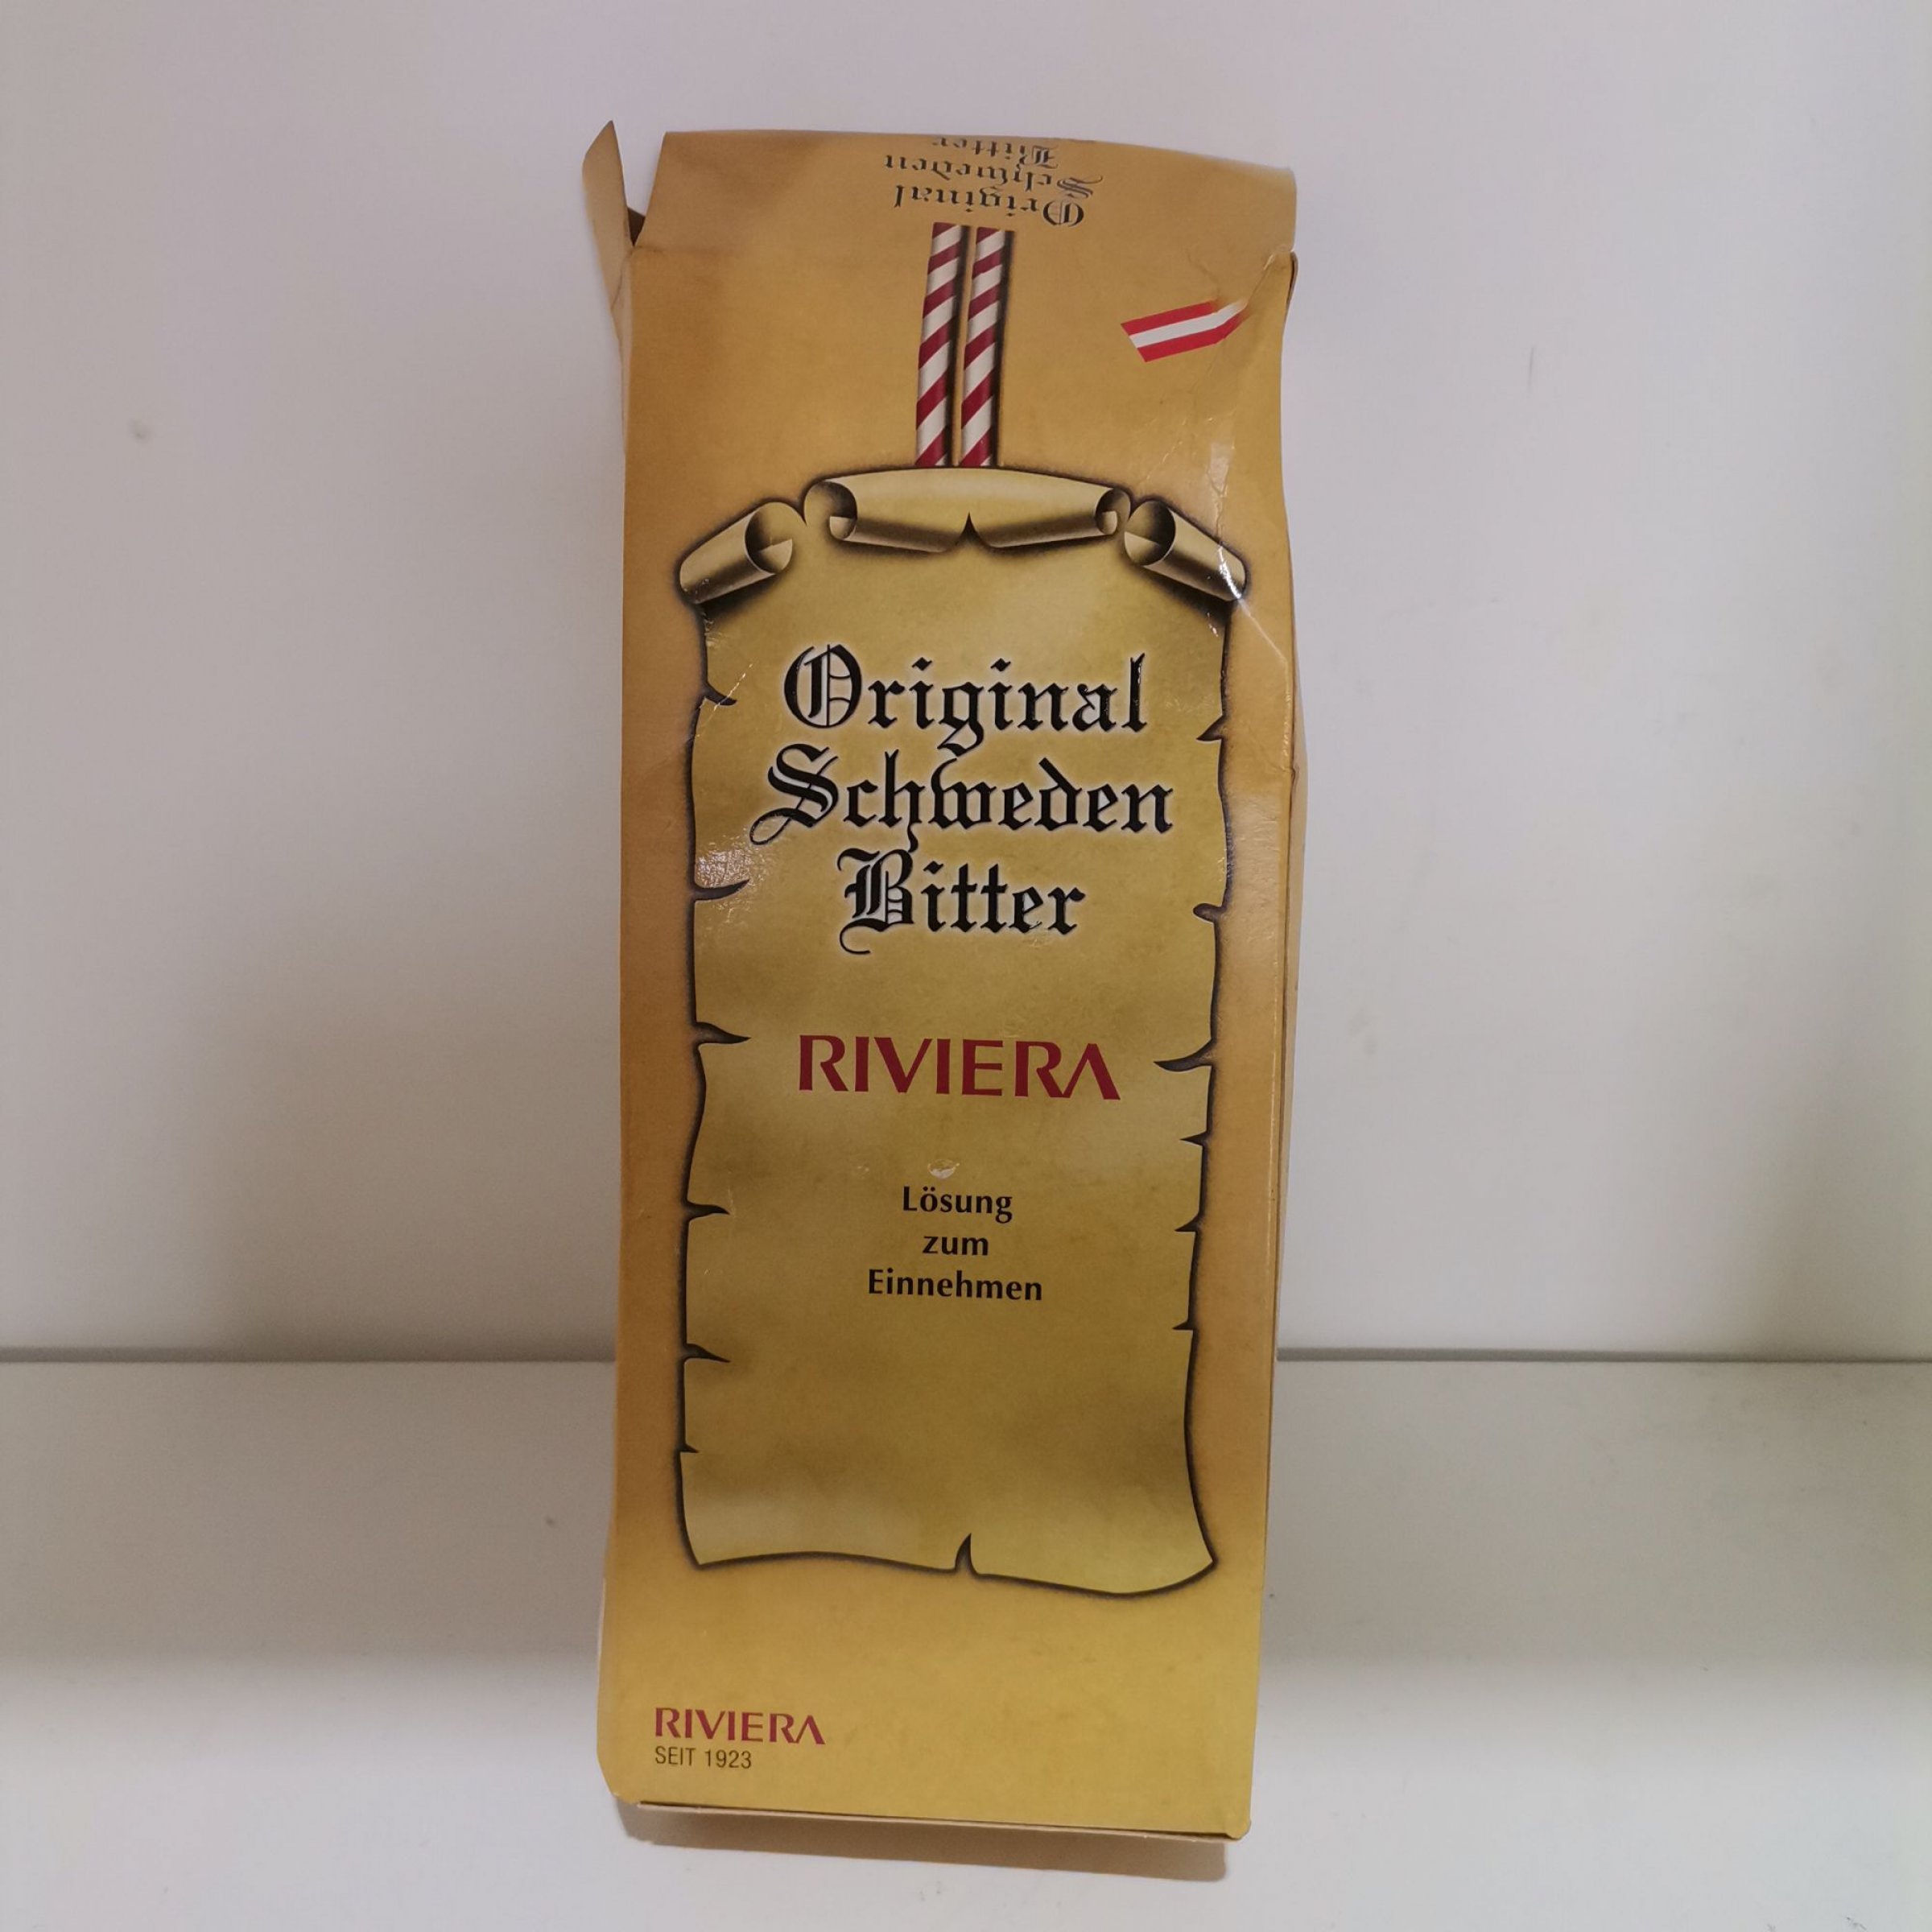 Original
Schweden
Bitter
Original
Schweden
Bitter
RIVIERA
Lösung
zum
Einnehmen
RIVIERA
SEIT 1923